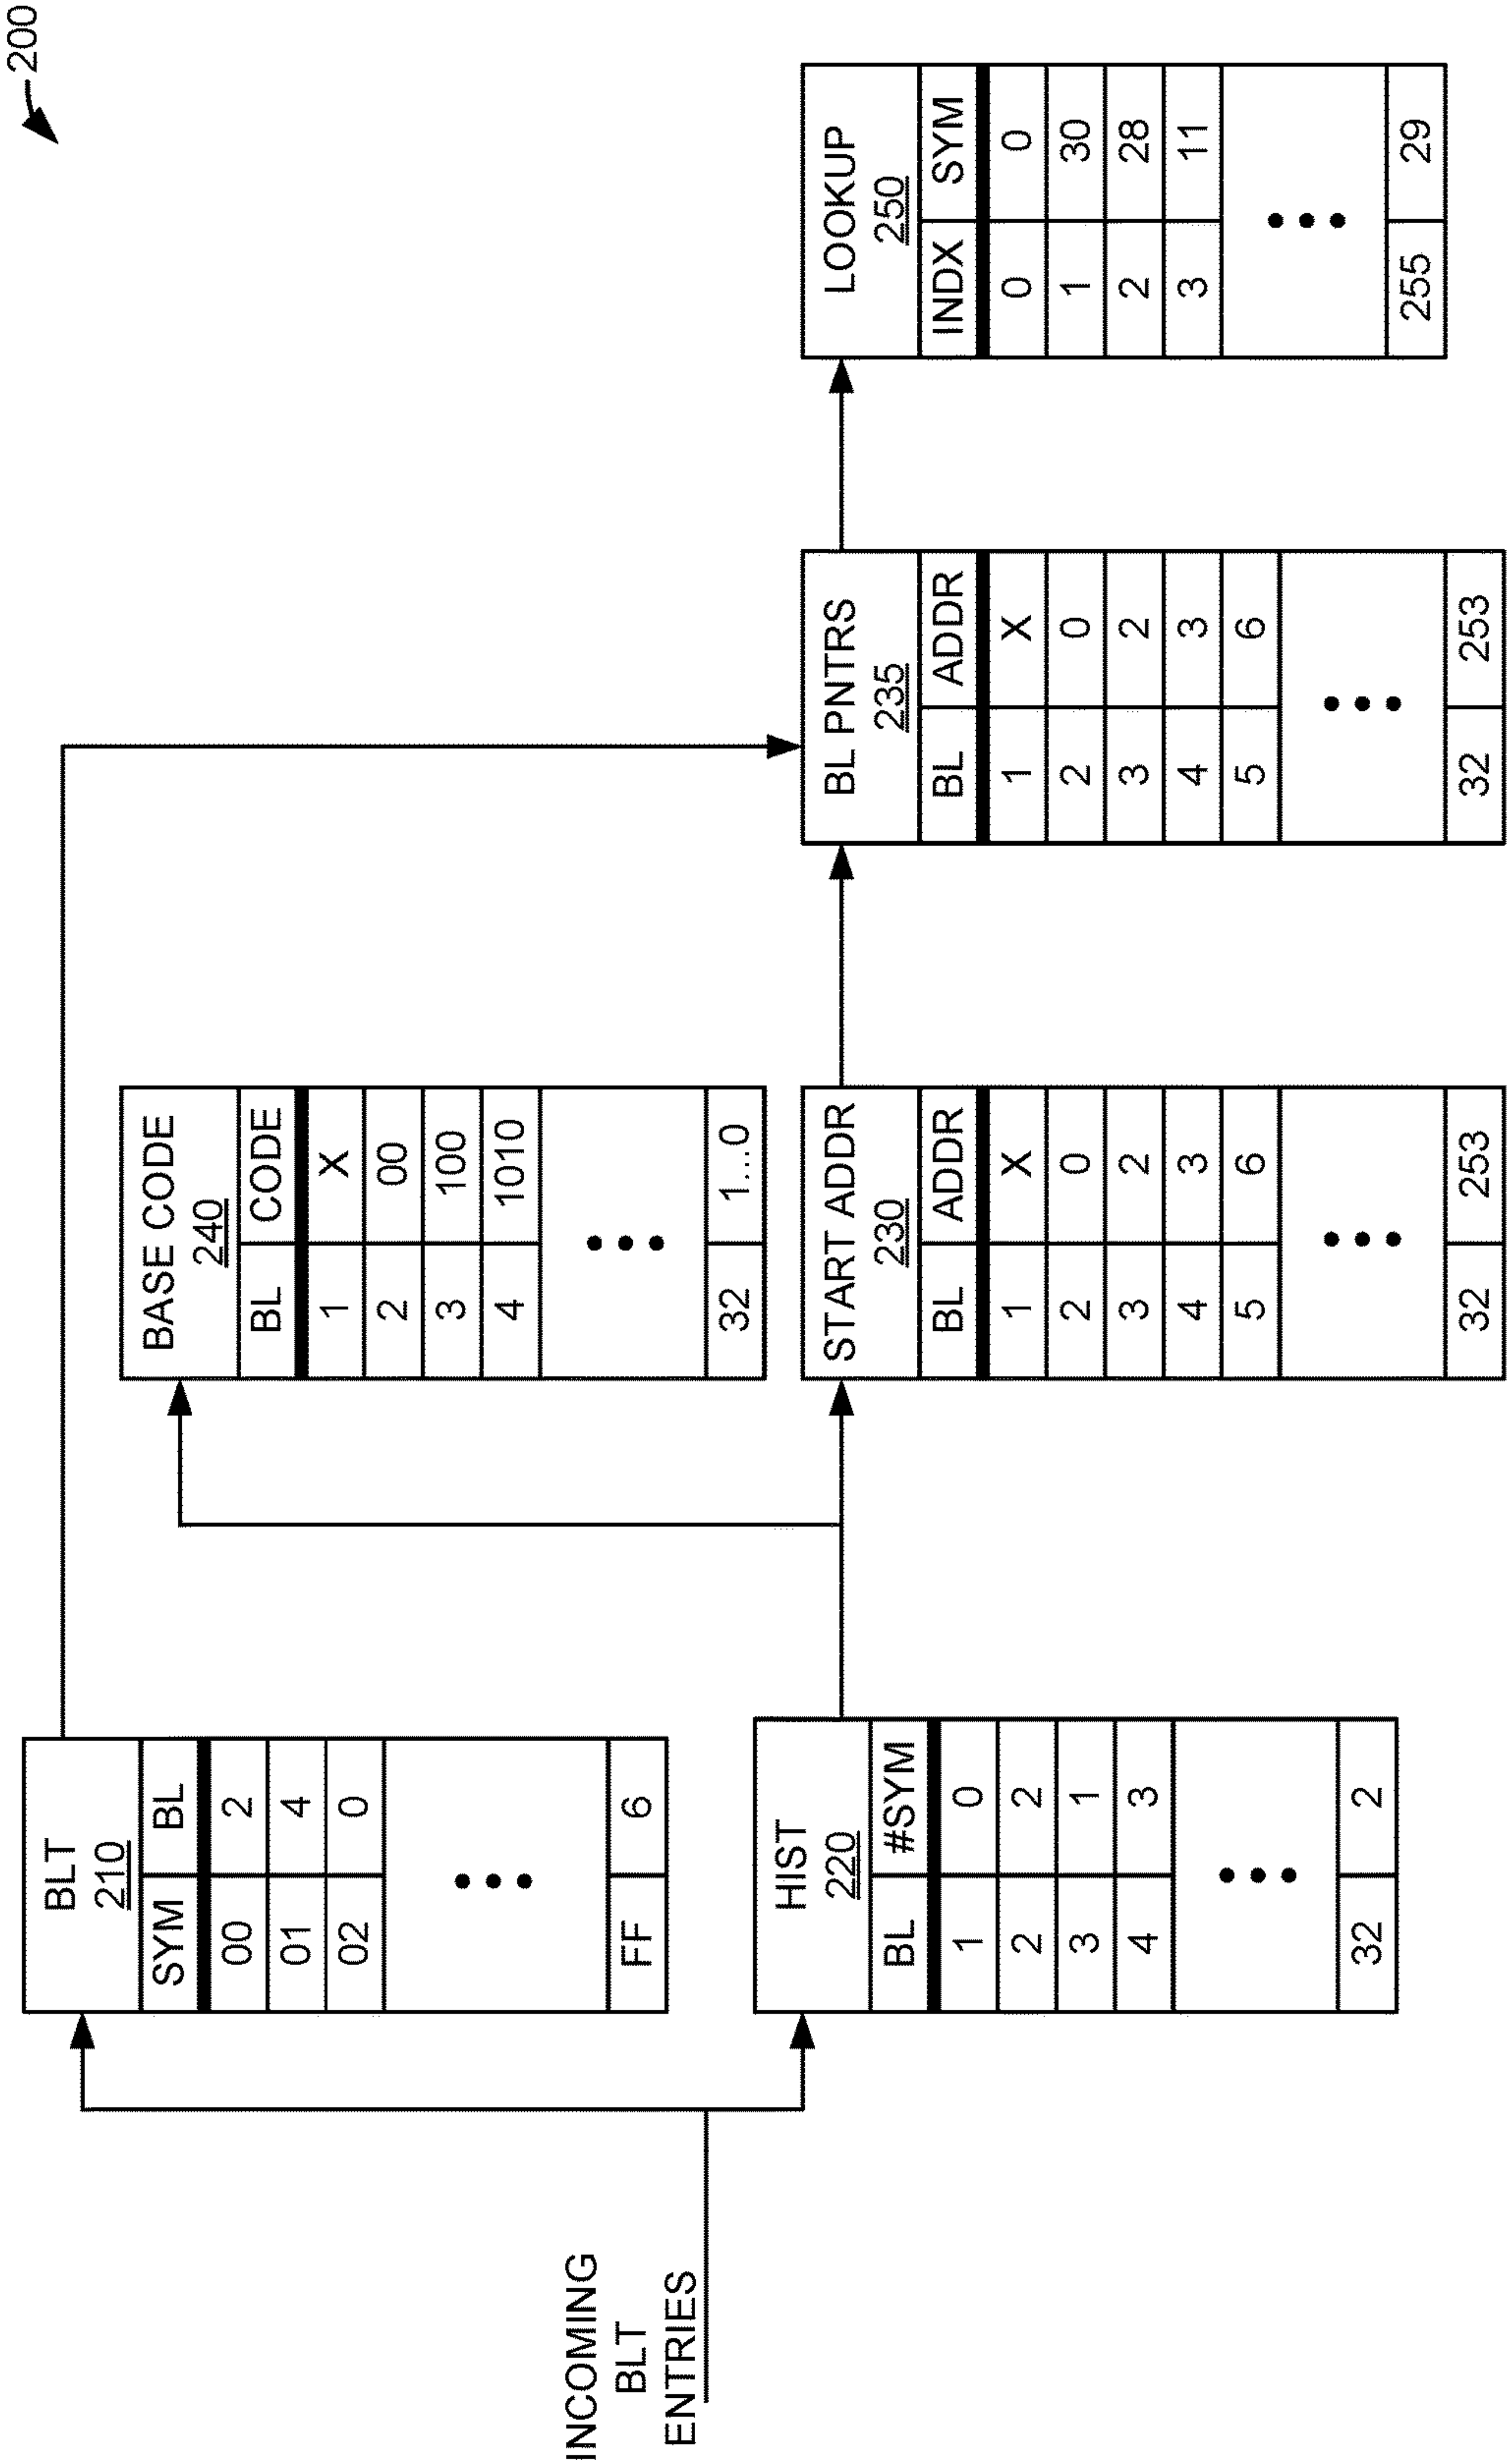 200
BLT
210
SYM BL
00 2
01 4
02 0
FF 6
INCOMING
BLT
ENTRIES
HIST
220
BL #SYM
1 0
2 2
3 1
4 3
32 2
BASE CODE
240
BL CODE
1 X
2 00
3 100
4 1010
32 1...0
START ADDR
230
BL ADDR
1 X
2 0
3 2
4 3
5 6
32 253
BL PNTRS
235
BL ADDR
1 X
2 0
3 2
4 3
5 6
32 253
LOOKUP
250
INDX SYM
0 0
1 30
2 28
3 11
255 29